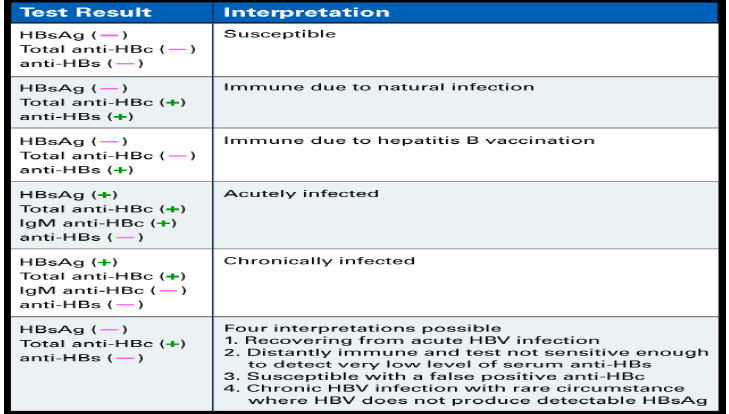 Test Result Interpretation
HBsAg (—) Susceptible
Total anti-HBc (—)
anti-HBs (—)
HBsAg (—) Immune due to natural infection
Total anti-HBc (+)
anti-HBs (+)
HBsAg (—) Immune due to hepatitis B vaccination
Total anti-HBc (—)
anti-HBs (+)
HBsAg (+) Acutely infected
Total anti-HBc (+)
IgM anti-HBc (+)
anti-HBs (—)
HBsAg (+) Chronically infected
Total anti-HBc (+)
IgM anti-HBc (—)
anti-HBs (—)
HBsAg (—)
Total anti-HBc (+)
anti-HBs (—)
Four interpretations possible
1. Recovering from acute HBV infection
2. Distantly immune and test not sensitive enough
to detect very low level of serum anti-HBs
3. Susceptible with a false positive anti-HBc
4. Chronic HBV infection with rare circumstance
where HBV does not produce detectable HBsAg